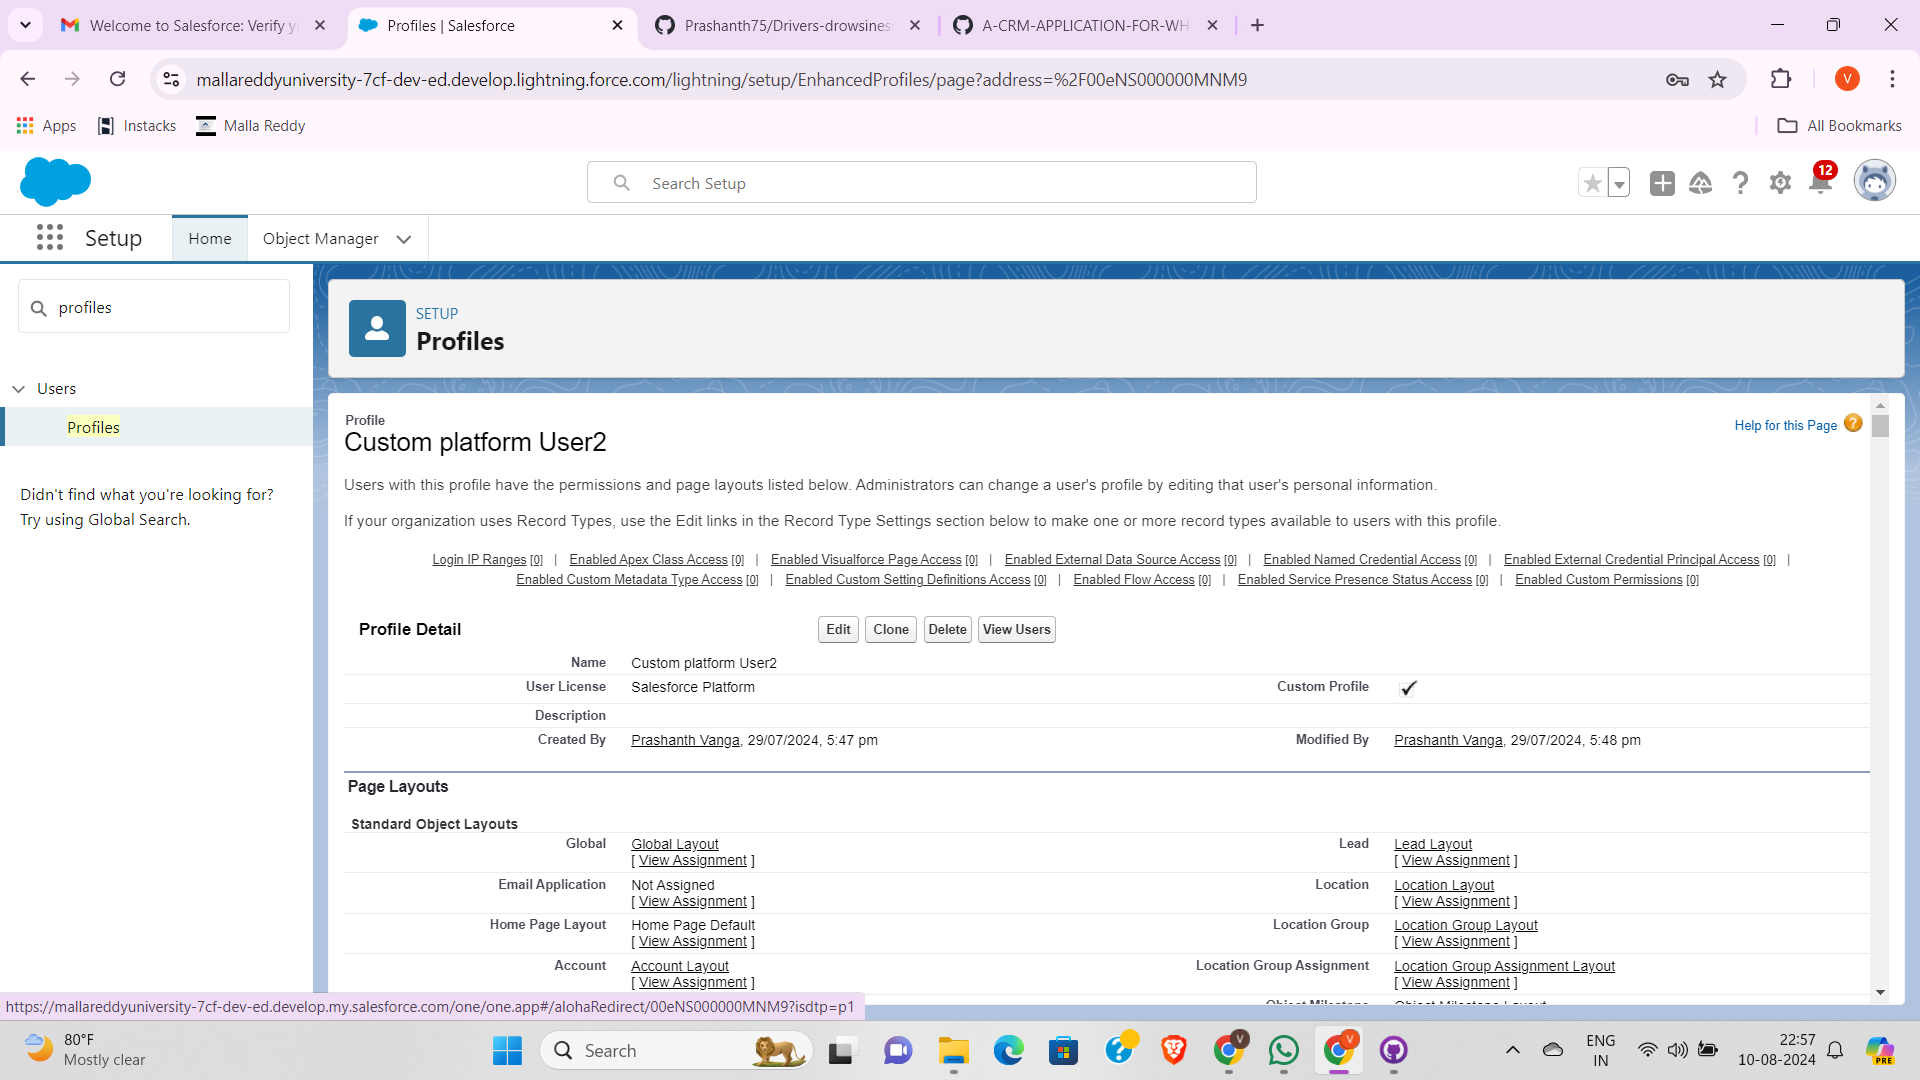 Welcome to Salesforce: Verify y
Profiles | Salesforce
Prashanth75/Drivers-drowsines
A-CRM-APPLICATION-FOR-WH
mallareddyuniversity-7cf-dev-ed.develop.lightning.force.com/lightning/setup/EnhancedProfiles/page?address=%2F00eNS000000MNM9
V
Apps
Instacks
Malla Reddy
All Bookmarks
Search Setup
12
Setup
Home
Object Manager
profiles
Users
Profiles
Didn't find what you're looking for?
Try using Global Search.
SETUP
Profiles
Profile
Custom platform User2
Help for this Page
Users with this profile have the permissions and page layouts listed below. Administrators can change a user's profile by editing that user's personal information.
If your organization uses Record Types, use the Edit links in the Record Type Settings section below to make one or more record types available to users with this profile.
Login IP Ranges [0] | Enabled Apex Class Access [0] | Enabled Visualforce Page Access [0] | Enabled External Data Source Access [0] | Enabled Named Credential Access [0] | Enabled External Credential Principal Access [0] |
Enabled Custom Metadata Type Access [0] | Enabled Custom Setting Definitions Access [0] | Enabled Flow Access [0] | Enabled Service Presence Status Access [0] | Enabled Custom Permissions [0]
Profile Detail
Edit Clone Delete View Users
Name Custom platform User2
User License Salesforce Platform Custom Profile
Description
Created By Prashanth Vanga, 29/07/2024, 5:47 pm Modified By Prashanth Vanga, 29/07/2024, 5:48 pm
Page Layouts
Standard Object Layouts
Global Global Layout Lead Lead Layout
[ View Assignment ] [ View Assignment ]
Email Application Not Assigned Location Location Layout
[ View Assignment ] [ View Assignment ]
Home Page Layout Home Page Default Location Group Location Group Layout
[ View Assignment ] [ View Assignment ]
Account Account Layout Location Group Assignment Location Group Assignment Layout
[ View Assignment ] [ View Assignment ]
Object Milestone Object Milestone Layout
https://mallareddyuniversity-7cf-dev-ed.develop.my.salesforce.com/one/one.app#/alohaRedirect/00eNS000000MNM9?isdtp=p1
80°F
Mostly clear
Search
V
V
ENG
IN
22:57
10-08-2024
PRE